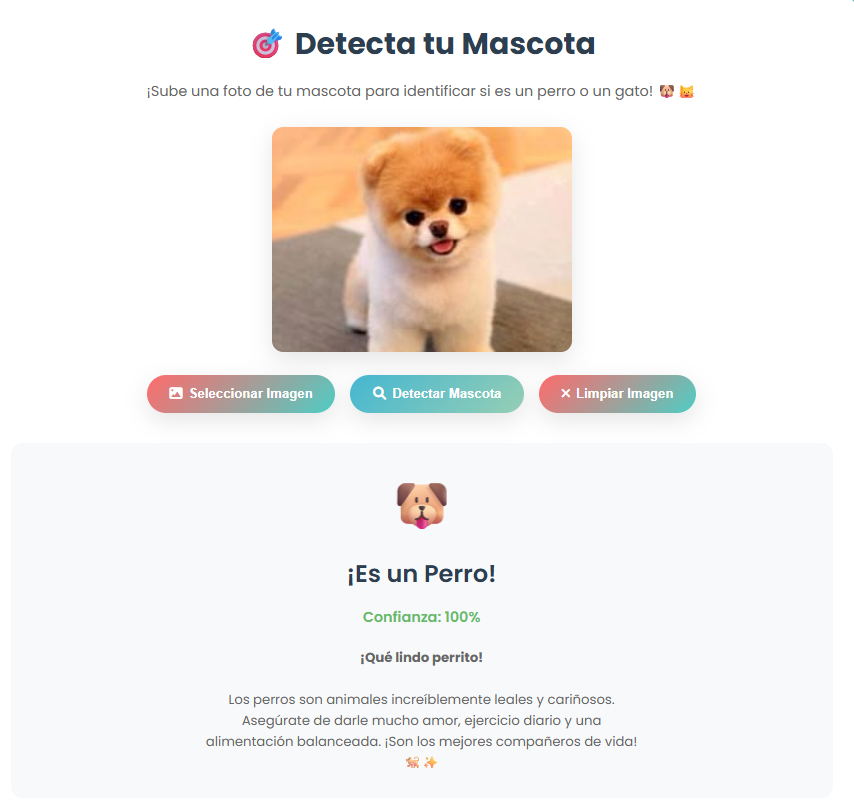 🎯 Detecta tu Mascota
¡Sube una foto de tu mascota para identificar si es un perro o un gato! 🐶 😺
Seleccionar Imagen
Detectar Mascota
✕ Limpiar Imagen
¡Es un Perro!
Confianza: 100%
¡Qué lindo perrito!
Los perros son animales increíblemente leales y cariñosos.
Asegúrate de darle mucho amor, ejercicio diario y una
alimentación balanceada. ¡Son los mejores compañeros de vida!
🐕 ✨